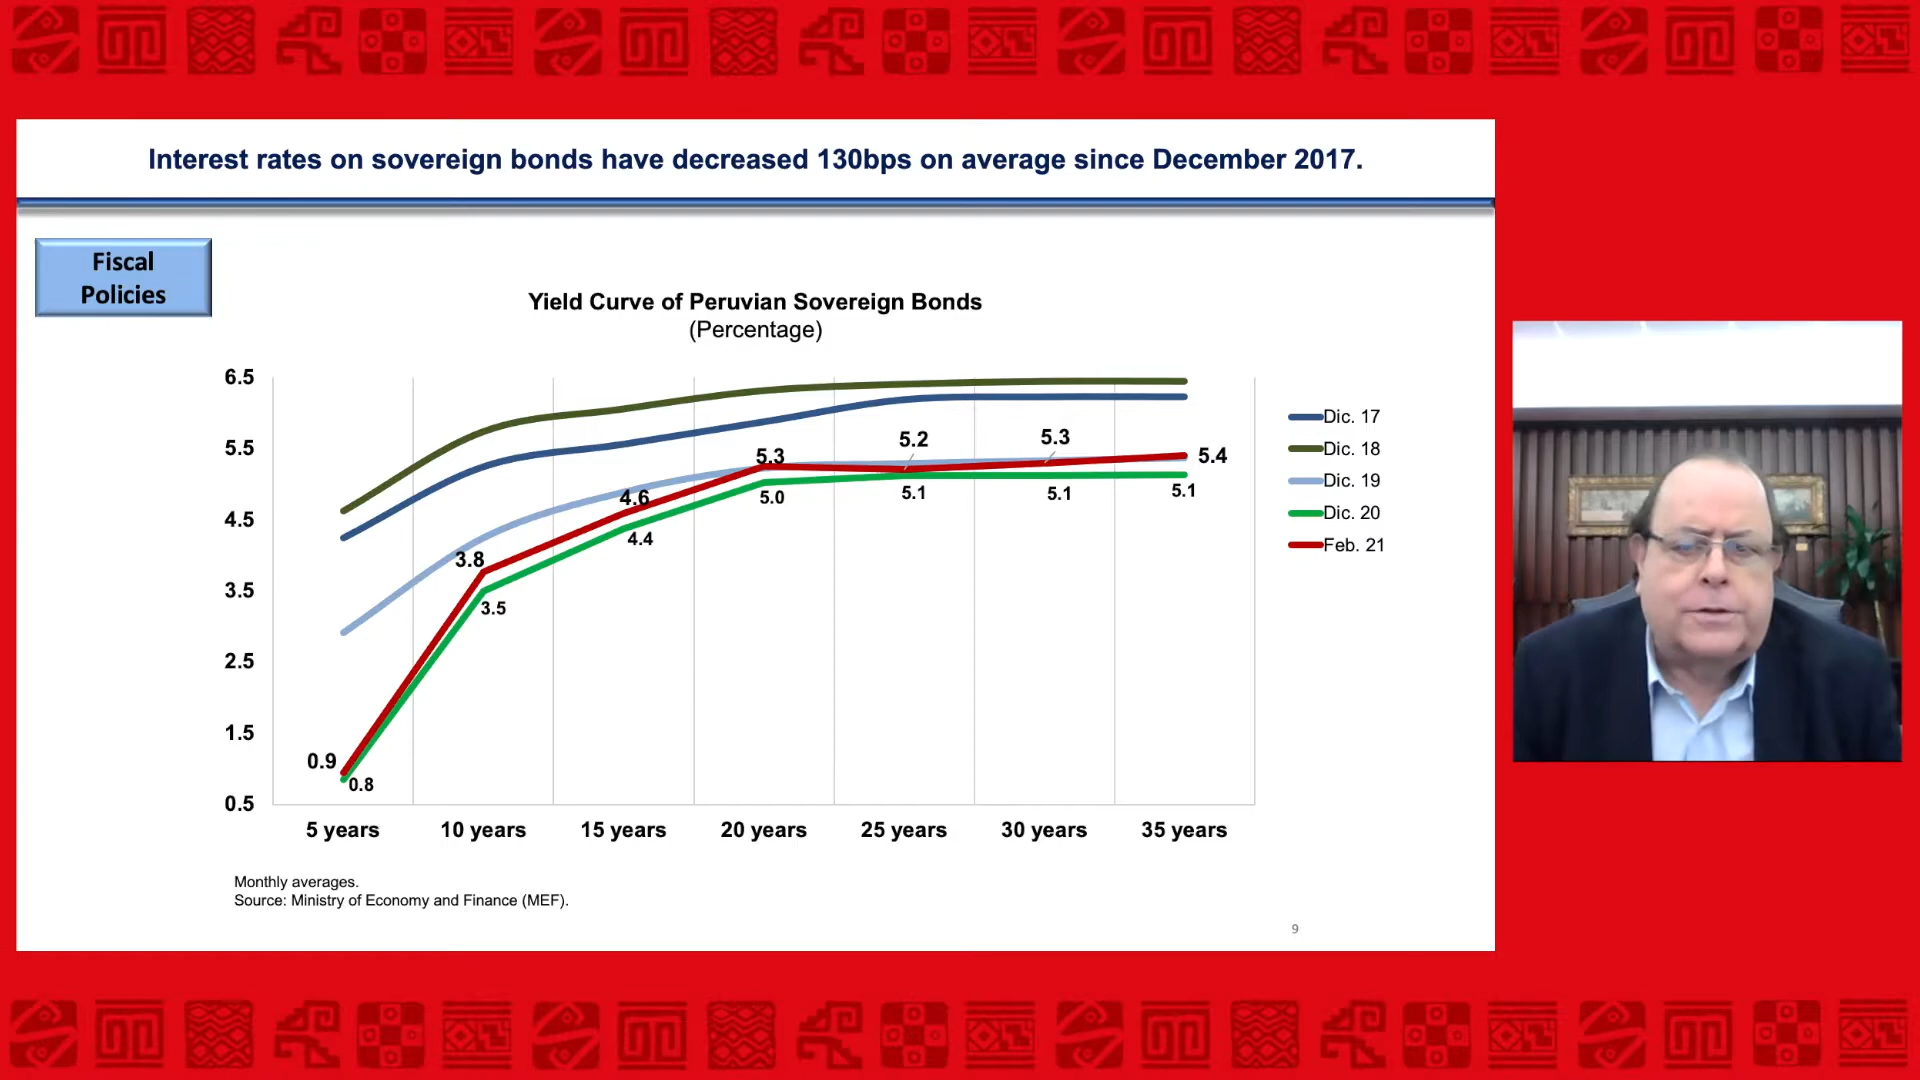 Interest rates on sovereign bonds have decreased 130bps on average since December 2017.
Fiscal
Policies
Yield Curve of Peruvian Sovereign Bonds
(Percentage)
6.5
5.5
4.5
3.5
2.5
1.5
0.5
0.9
3.8
4.6
5.3
5.2
5.3
5.4
0.8
3.5
4.4
5.0
5.1
5.1
5.1
Dic. 17
Dic. 18
Dic. 19
Dic. 20
Feb. 21
5 years
10 years
15 years
20 years
25 years
30 years
35 years
Monthly averages.
Source: Ministry of Economy and Finance (MEF).
9